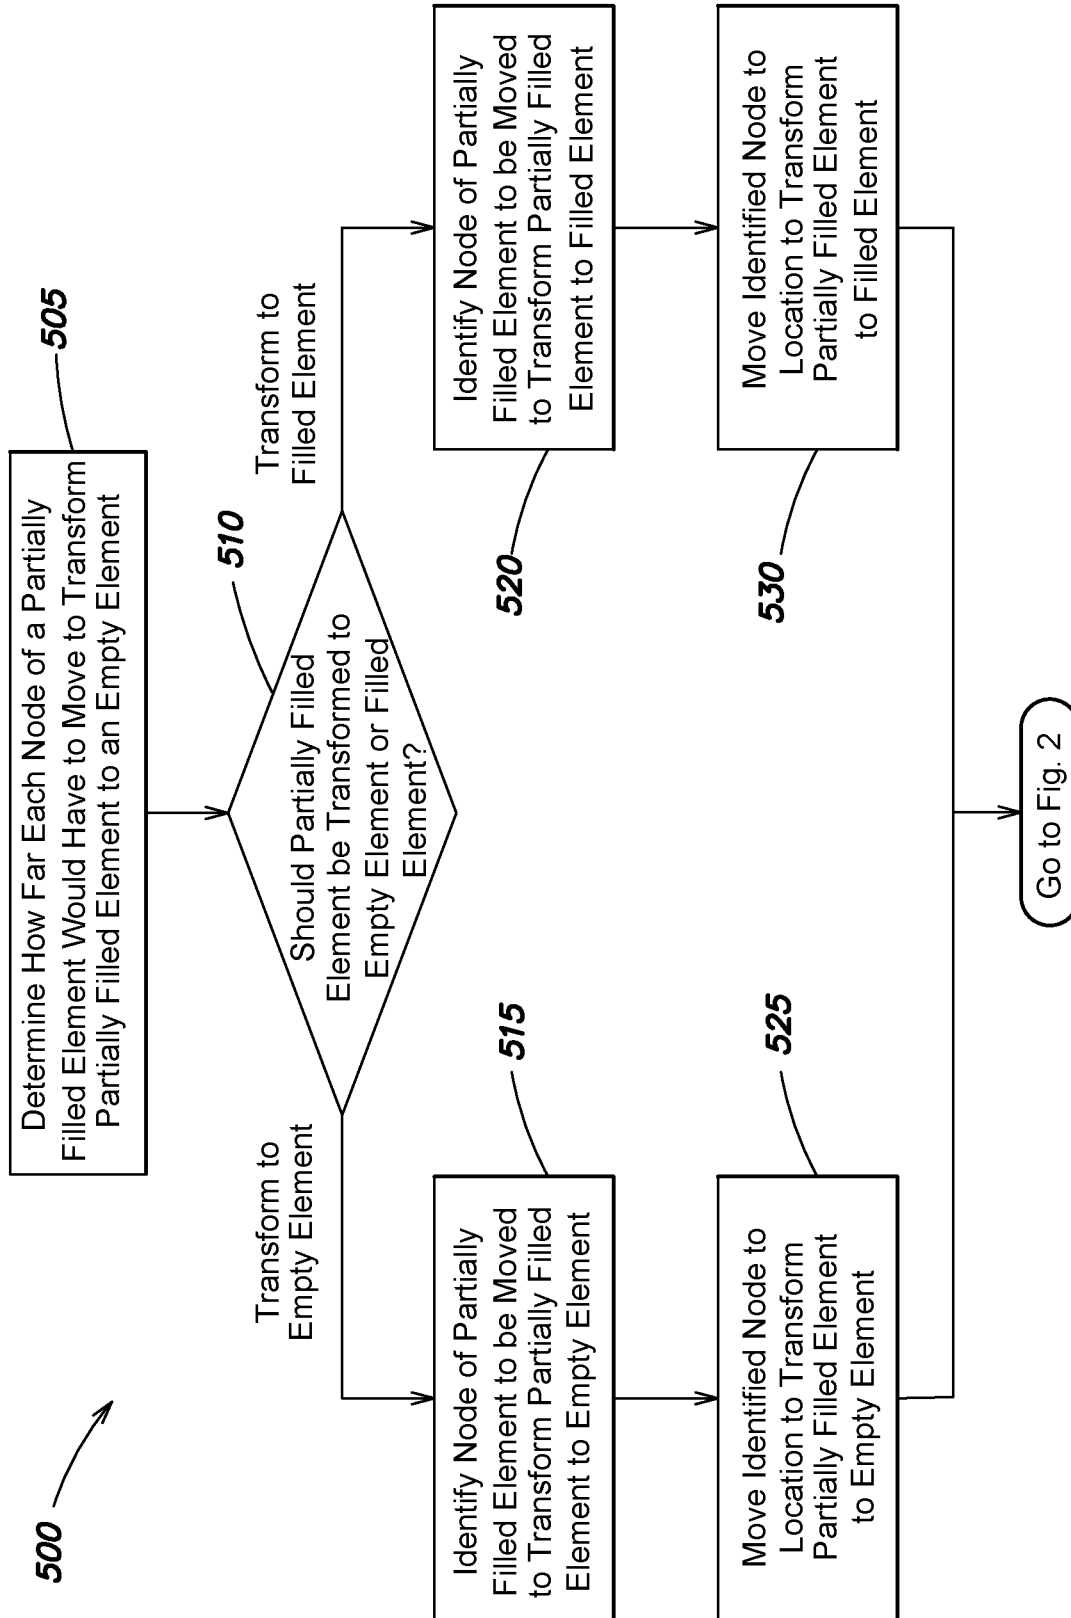 500
Determine How Far Each Node of a Partially
Filled Element Would Have to Move to Transform
Partially Filled Element to an Empty Element
505
510
Should Partially Filled
Element be Transformed to
Empty Element or Filled
Element?
Transform to
Empty Element
Transform to
Filled Element
Identify Node of Partially
Filled Element to be Moved
to Transform Partially Filled
Element to Empty Element
515
Identify Node of Partially
Filled Element to be Moved
to Transform Partially Filled
Element to Filled Element
520
Move Identified Node to
Location to Transform
Partially Filled Element
to Empty Element
525
Move Identified Node to
Location to Transform
Partially Filled Element
to Filled Element
530
Go to Fig. 2